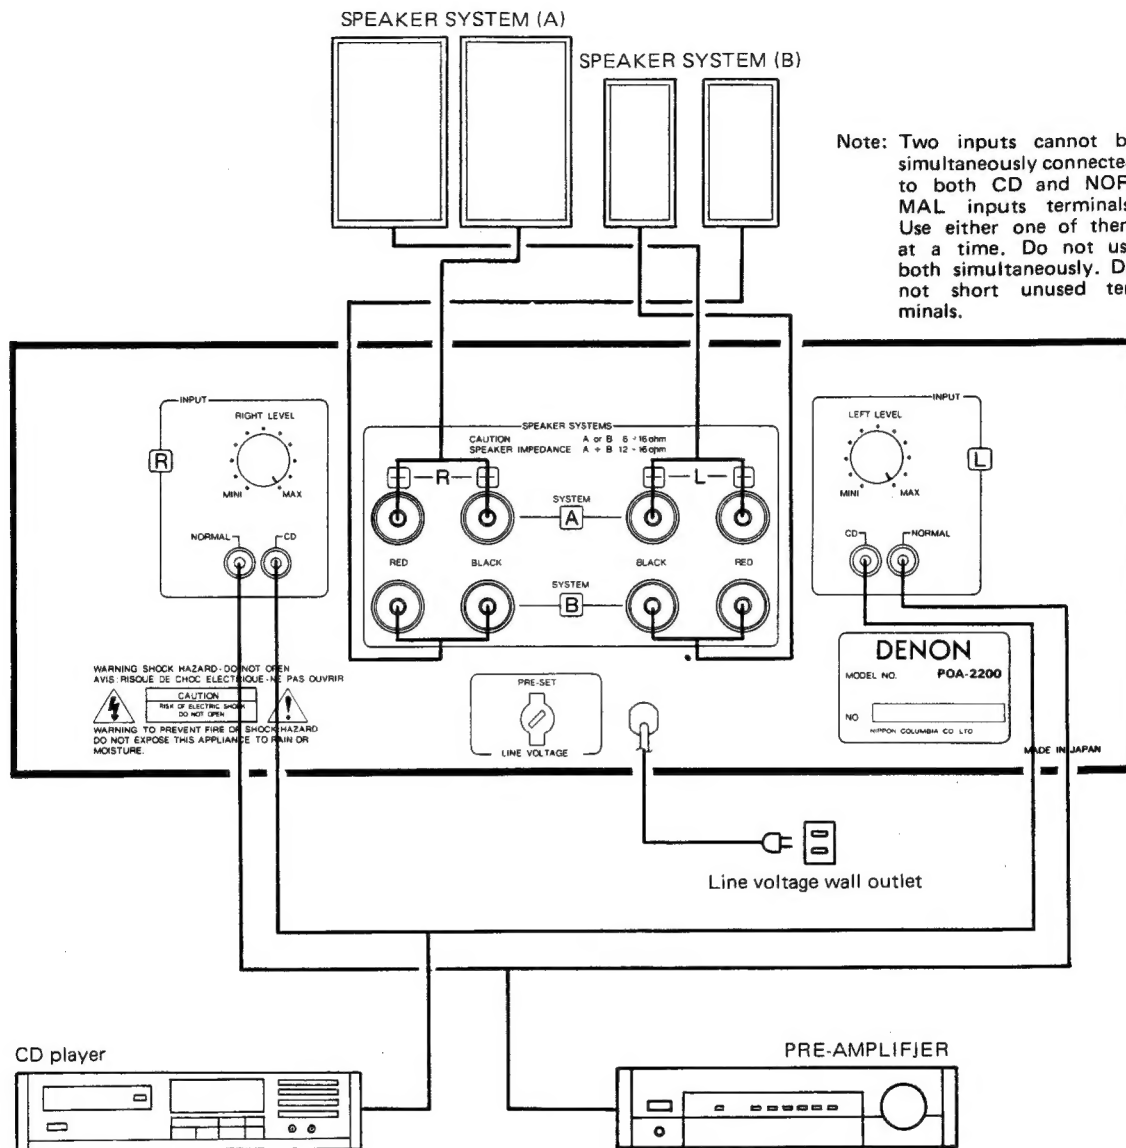 SPEAKER SYSTEM (A)
SPEAKER SYSTEM (B)
Note: Two inputs cannot b
simultaneously connecte
to both CD and NOR
MAL inputs terminals
Use either one of then
at a time. Do not us
both simultaneously. D
not short unused ter
minals.
INPUT
RIGHT LEVEL
R
MINI
MAX
NORMAL
CD
SPEAKER SYSTEMS
CAUTION A or B 6 - 16 ohm
SPEAKER IMPEDANCE A + B 12 - 16 ohm
+ R − − L +
SYSTEM
A
RED
BLACK
BLACK
RED
SYSTEM
B
INPUT
LEFT LEVEL
L
MINI
MAX
CD
NORMAL
WARNING SHOCK HAZARD-DO NOT OPEN
AVIS: RISQUE DE CHOC ELECTRIQUE-NE PAS OUVRIR
CAUTION
RISK OF ELECTRIC SHOCK
DO NOT OPEN
WARNING TO PREVENT FIRE OR SHOCK HAZARD
DO NOT EXPOSE THIS APPLIANCE TO RAIN OR
MOISTURE.
PRE-SET
LINE VOLTAGE
DENON
MODEL NO. POA-2200
NO
NIPPON COLUMBIA CO LTD
MADE IN JAPAN
Line voltage wall outlet
CD player
PRE-AMPLIFIER